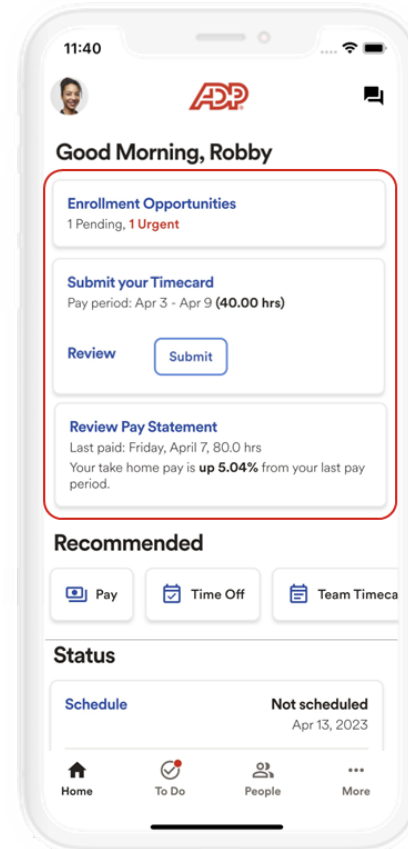 11:40
ADP
Good Morning, Robby
Enrollment Opportunities
1 Pending, 1 Urgent
Submit your Timecard
Pay period: Apr 3 - Apr 9 (40.00 hrs)
Review Submit
Review Pay Statement
Last paid: Friday, April 7, 80.0 hrs
Your take home pay is up 5.04% from your last pay
period.
Recommended
Pay Time Off Team Timeca
Status
Schedule Not scheduled
Apr 13, 2023
Home To Do People More